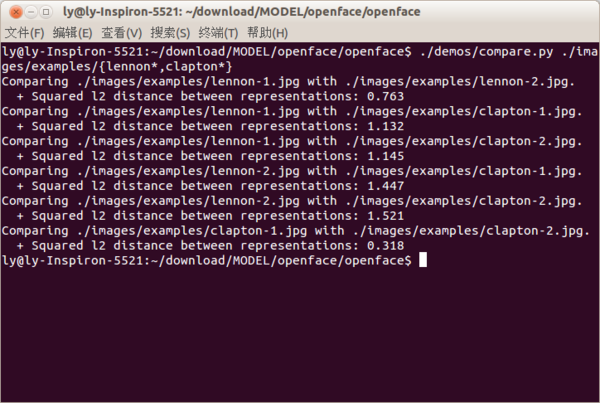 ly@ly-Inspiron-5521: ~/download/MODEL/openface/openface
文件(F) 编辑(E) 查看(V) 搜索(S) 终端(T) 帮助(H)
ly@ly-Inspiron-5521:~/download/MODEL/openface/openface$ ./demos/compare.py ./ima
ges/examples/{lennon*,clapton*}
Comparing ./images/examples/lennon-1.jpg with ./images/examples/lennon-2.jpg.
  + Squared l2 distance between representations: 0.763
Comparing ./images/examples/lennon-1.jpg with ./images/examples/clapton-1.jpg.
  + Squared l2 distance between representations: 1.132
Comparing ./images/examples/lennon-1.jpg with ./images/examples/clapton-2.jpg.
  + Squared l2 distance between representations: 1.145
Comparing ./images/examples/lennon-2.jpg with ./images/examples/clapton-1.jpg.
  + Squared l2 distance between representations: 1.447
Comparing ./images/examples/lennon-2.jpg with ./images/examples/clapton-2.jpg.
  + Squared l2 distance between representations: 1.521
Comparing ./images/examples/clapton-1.jpg with ./images/examples/clapton-2.jpg.
  + Squared l2 distance between representations: 0.318
ly@ly-Inspiron-5521:~/download/MODEL/openface/openface$